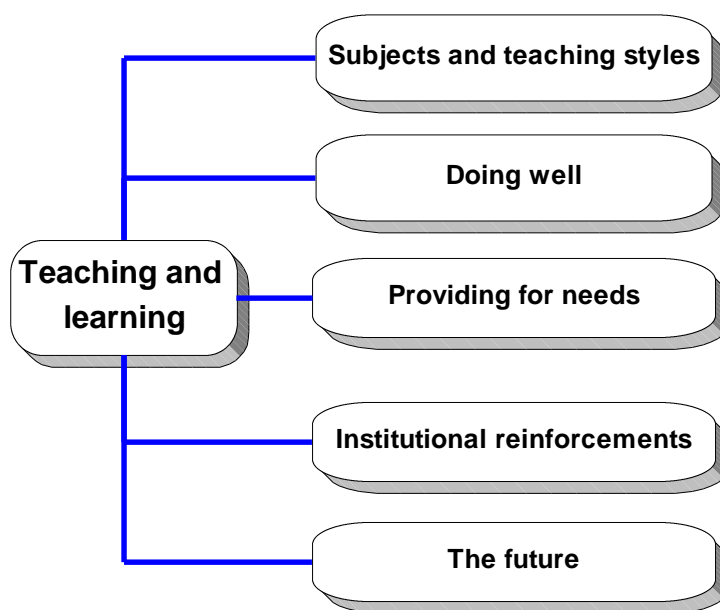 Subjects and teaching styles
Doing well
Teaching and
learning
Providing for needs
Institutional reinforcements
The future